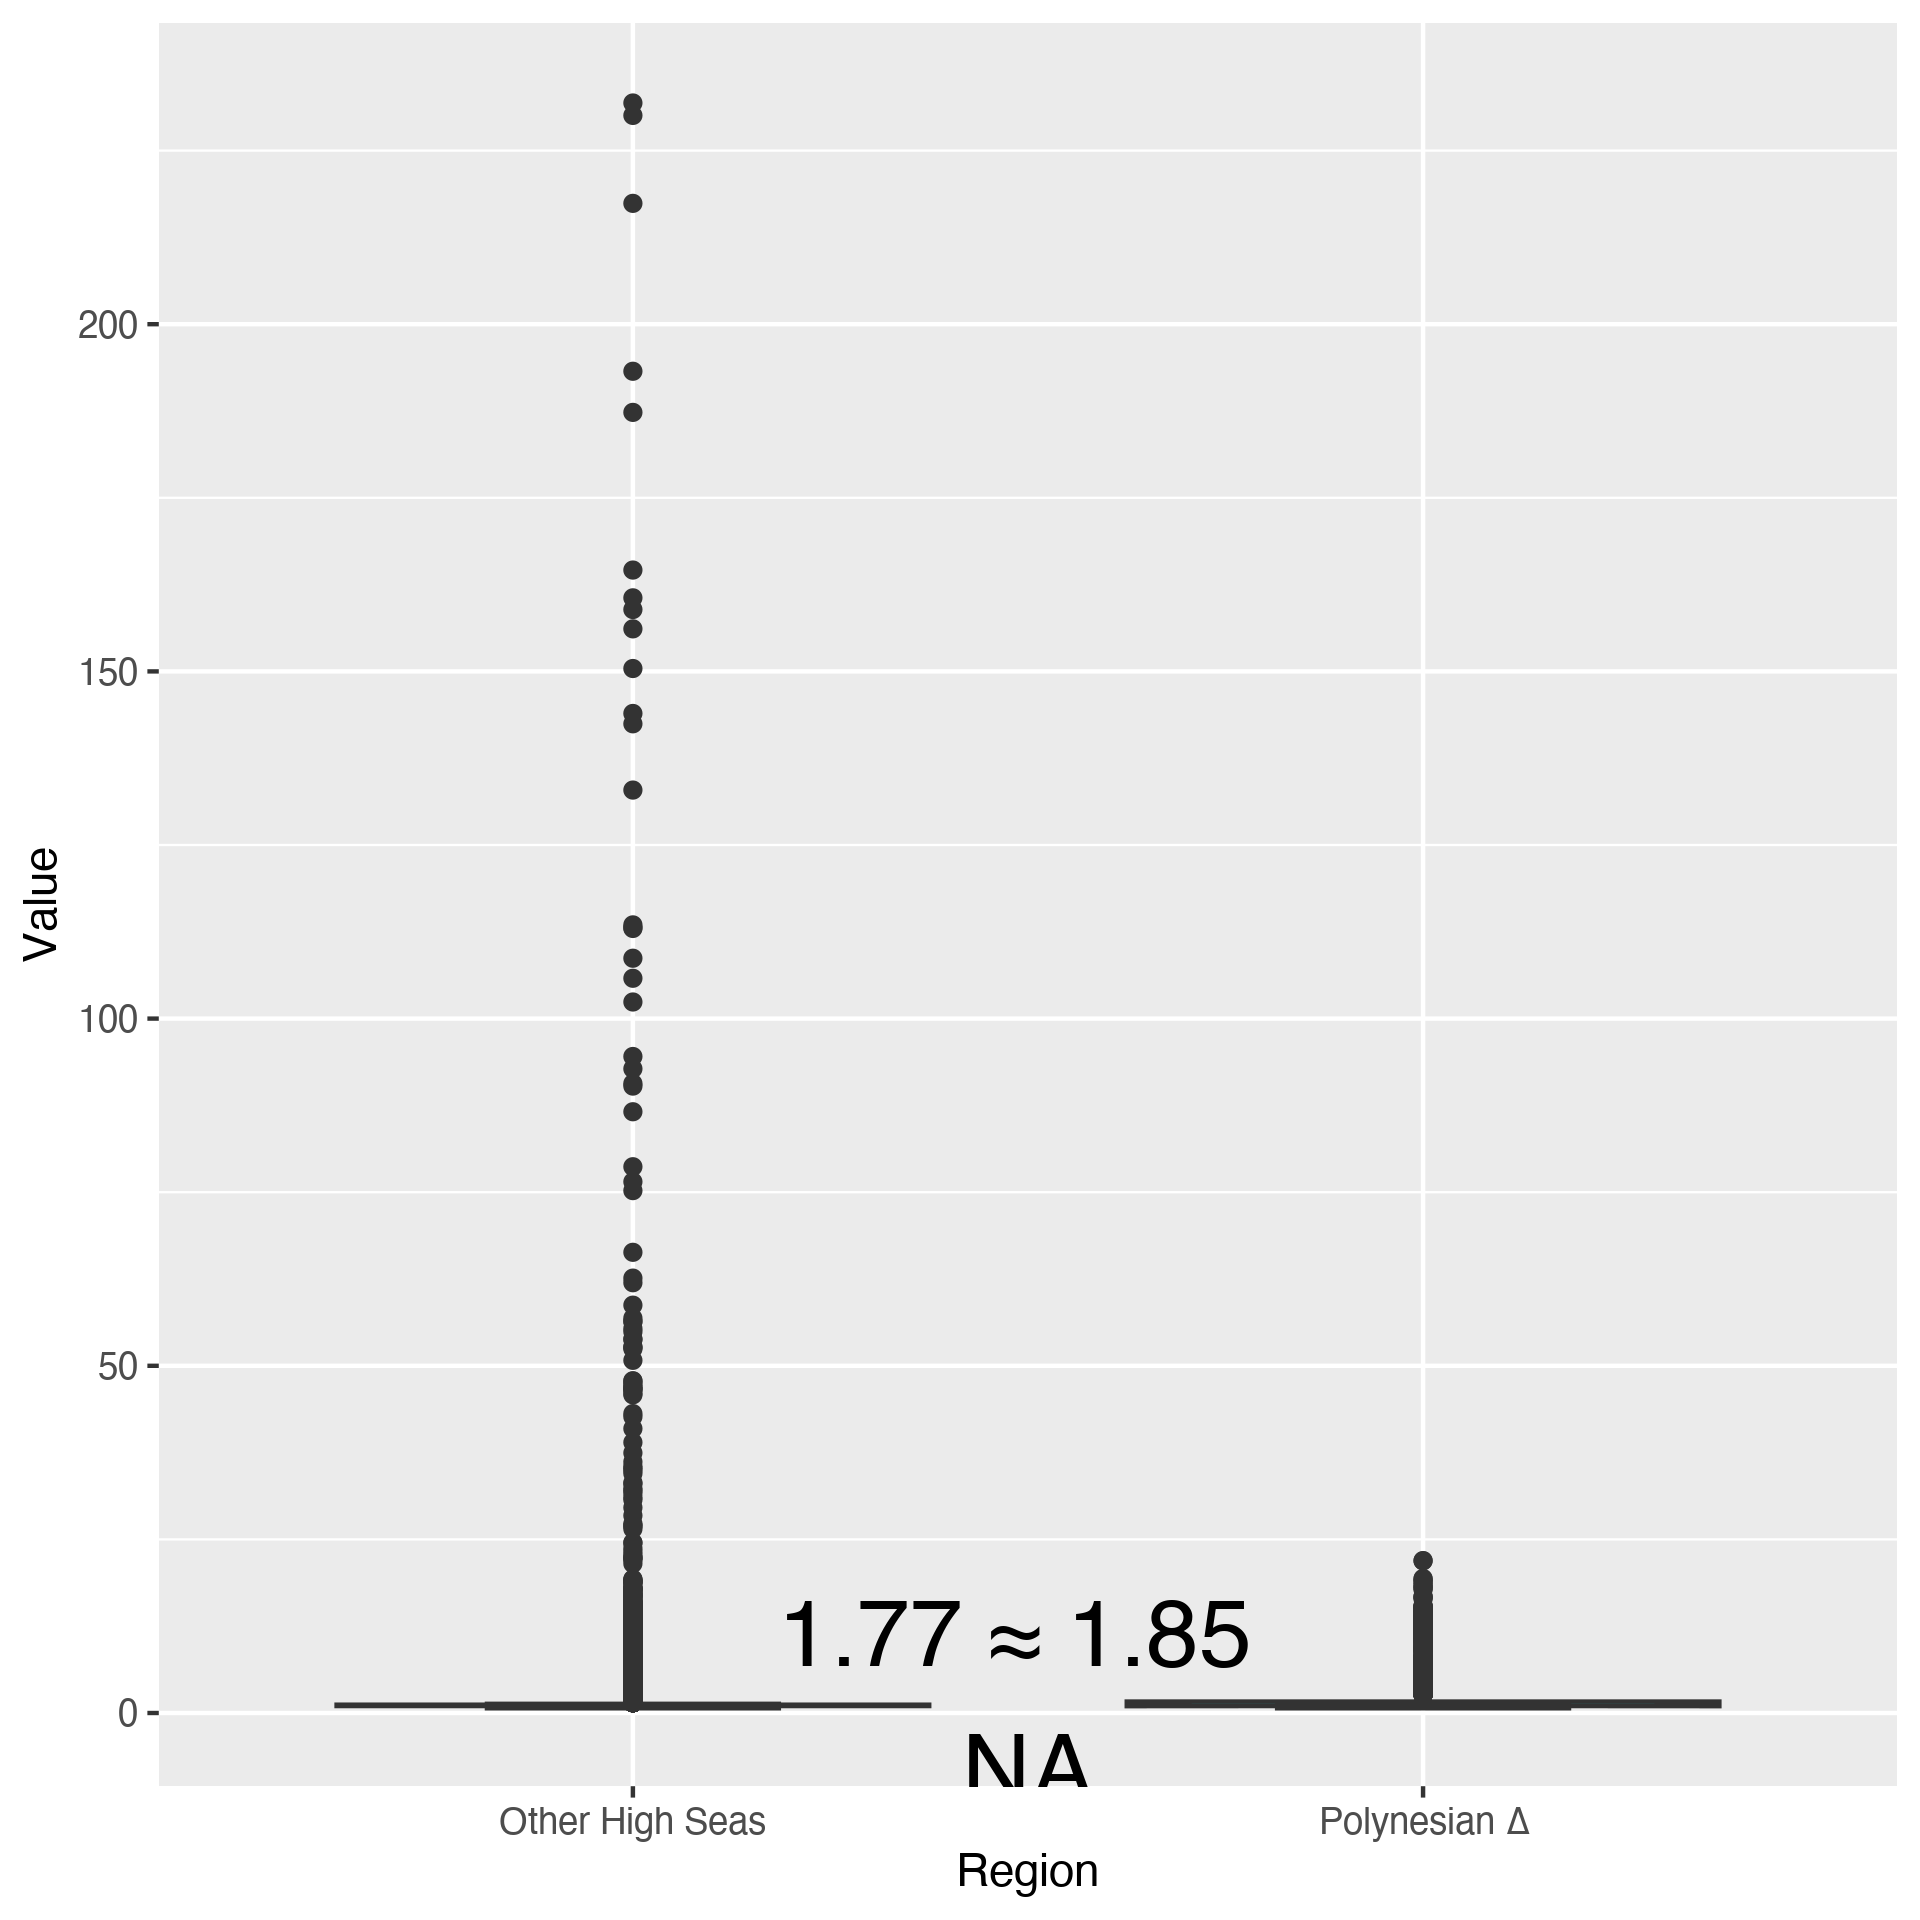 200
150
100
50
0
Value
1.77 ≈ 1.85
NA
Other High Seas
Polynesian Δ
Region